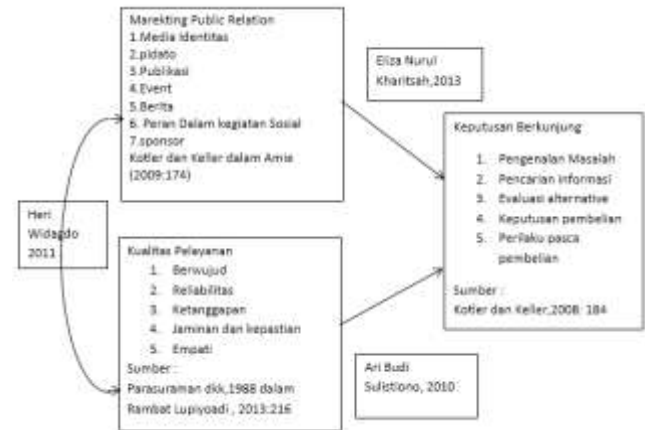 Marekting Public Relation
1.Media Identitas
2.pidato
3.Publikasi
4.Event
5.Berita
6. Peran Dalam kegiatan Sosial
7.sponsor
Kotler dan Keller dalam Amie
(2009:174)
Eliza Nurul
Kharitsah,2013
Keputusan Berkunjung
1. Pengenalan Masalah
2. Pencarian informasi
3. Evaluasi alternative
4. Keputusan pembelian
5. Perilaku pasca
pembelian
Sumber :
Kotler dan Keller,2008: 184
Heri
Widagdo
2011
Kualitas Pelayanan
1. Berwujud
2. Reliabilitas
3. Ketanggapan
4. Jaminan dan kepastian
5. Empati
Sumber :
Parasuraman dkk,1988 dalam
Rambat Lupiyoadi , 2013:216
Ari Budi
Sulistiono, 2010